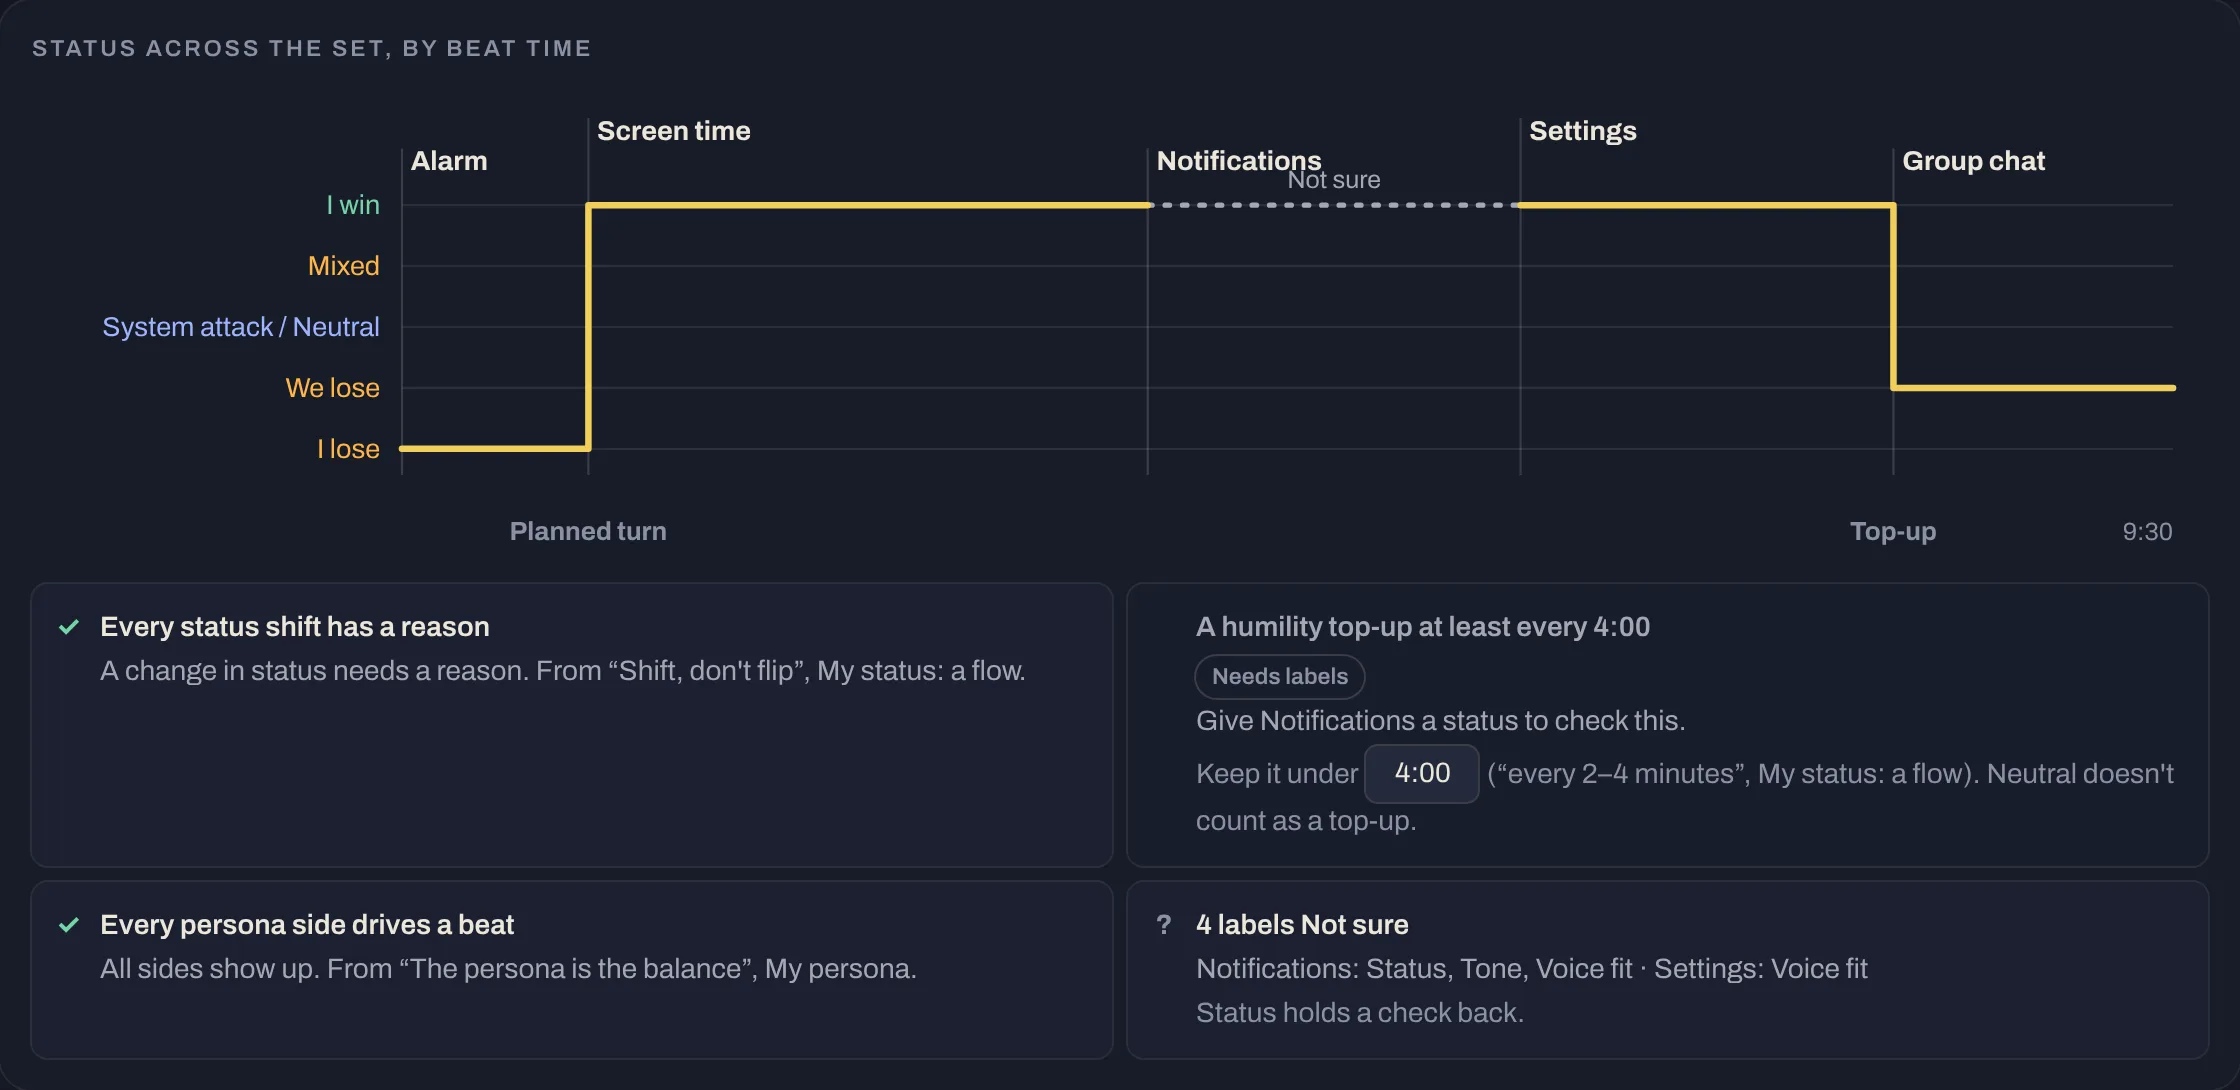 STATUS ACROSS THE SET, BY BEAT TIME
Screen time
Settings
Alarm
Notifications
Group chat
Not sure
I win
Mixed
System attack / Neutral
We lose
I lose
Planned turn
Top-up
9:30
Every status shift has a reason
A change in status needs a reason. From “Shift, don't flip”, My status: a flow.
A humility top-up at least every 4:00
Needs labels
Give Notifications a status to check this.
Keep it under 4:00 (“every 2–4 minutes”, My status: a flow). Neutral doesn't
count as a top-up.
Every persona side drives a beat
All sides show up. From “The persona is the balance”, My persona.
? 4 labels Not sure
Notifications: Status, Tone, Voice fit · Settings: Voice fit
Status holds a check back.